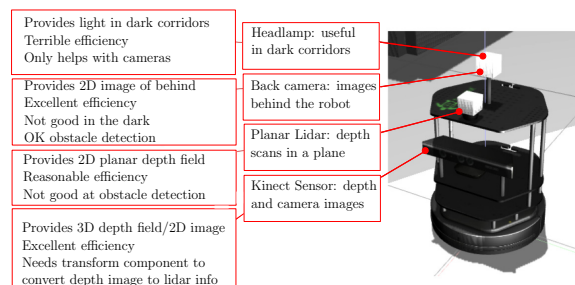 Provides light in dark corridors
Terrible efficiency
Only helps with cameras
Headlamp: useful
in dark corridors
Provides 2D image of behind
Excellent efficiency
Not good in the dark
OK obstacle detection
Back camera: images
behind the robot
Provides 2D planar depth field
Reasonable efficiency
Not good at obstacle detection
Planar Lidar: depth
scans in a plane
Provides 3D depth field/2D image
Excellent efficiency
Needs transform component to
convert depth image to lidar info
Kinect Sensor: depth
and camera images